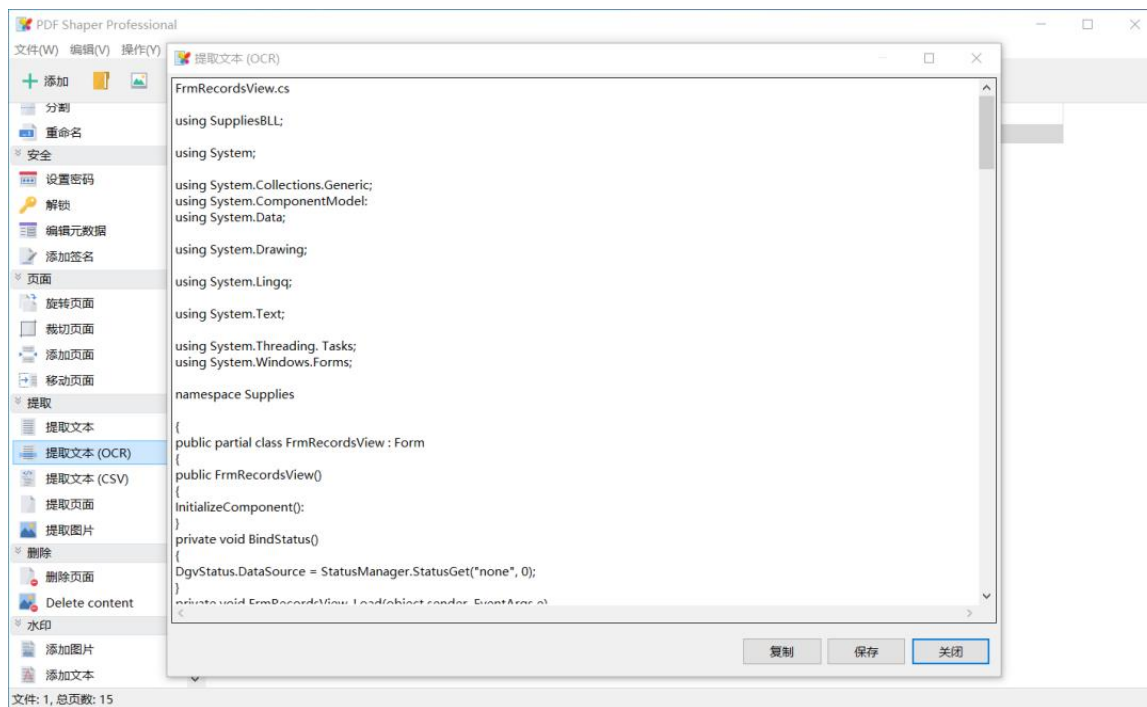 PDF Shaper Professional
文件(W) 编辑(V) 操作(Y)
添加
分割
重命名
安全
设置密码
解锁
编辑元数据
添加签名
页面
旋转页面
裁切页面
添加页面
移动页面
提取
提取文本
提取文本 (OCR)
提取文本 (CSV)
提取页面
提取图片
删除
删除页面
Delete content
水印
添加图片
添加文本
文件: 1, 总页数: 15
提取文本 (OCR)
FrmRecordsView.cs
using SuppliesBLL;
using System;
using System.Collections.Generic;
using System.ComponentModel:
using System.Data;
using System.Drawing;
using System.Lingq;
using System.Text;
using System.Threading. Tasks;
using System.Windows.Forms;
namespace Supplies
{
public partial class FrmRecordsView : Form
{
public FrmRecordsView()
{
InitializeComponent():
}
private void BindStatus()
{
DgvStatus.DataSource = StatusManager.StatusGet("none", 0);
}
private void FrmRecordsView_Load(object sender, EventArgs e)
复制
保存
关闭